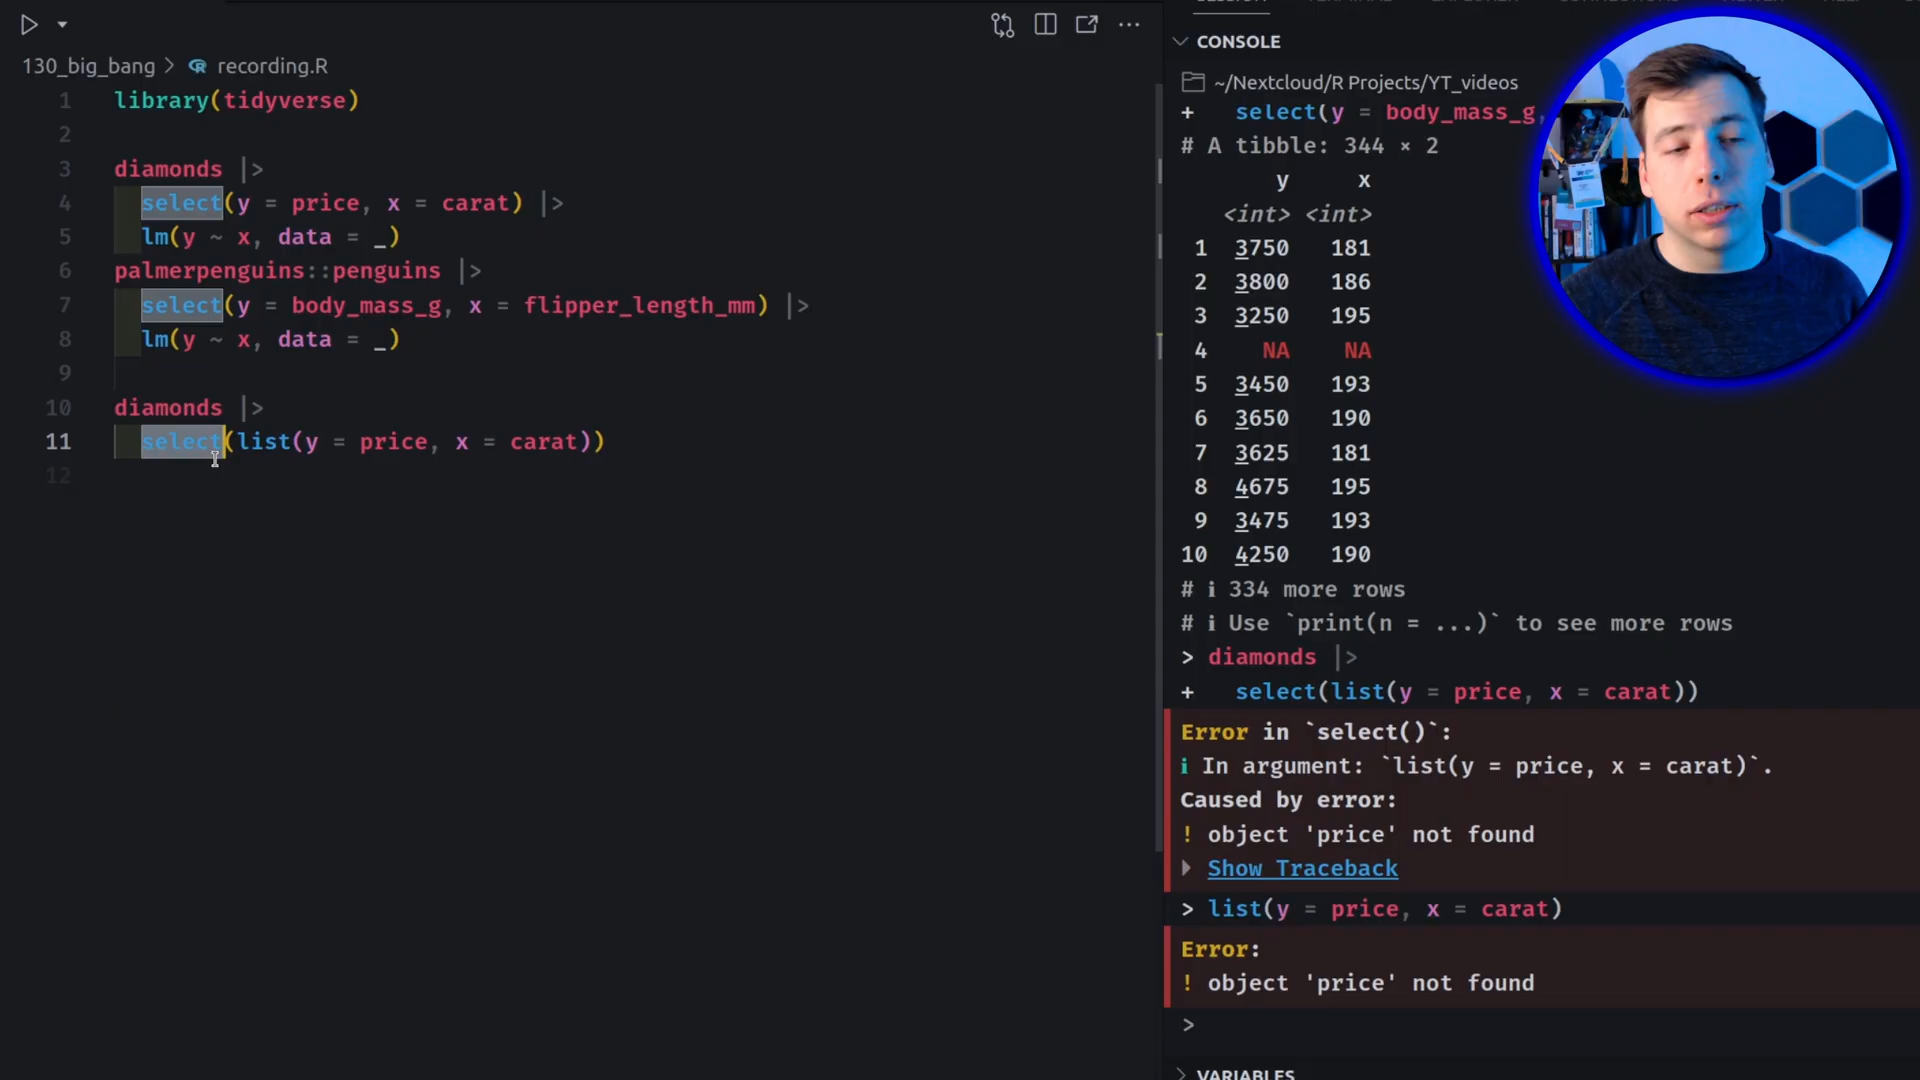 130_big_bang > recording.R
1 library(tidyverse)
2
3 diamonds |>
4 select(y = price, x = carat) |>
5 lm(y ~ x, data = _)
6 palmerpenguins::penguins |>
7 select(y = body_mass_g, x = flipper_length_mm) |>
8 lm(y ~ x, data = _)
9
10 diamonds |>
11 select(list(y = price, x = carat))
12
CONSOLE
~/Nextcloud/R Projects/YT_videos
+ select(y = body_mass_g,
# A tibble: 344 × 2
y x
<int> <int>
1 3750 181
2 3800 186
3 3250 195
4 NA NA
5 3450 193
6 3650 190
7 3625 181
8 4675 195
9 3475 193
10 4250 190
# ℹ 334 more rows
# ℹ Use `print(n = ...)` to see more rows
> diamonds |>
+ select(list(y = price, x = carat))
Error in `select()`:
ℹ In argument: `list(y = price, x = carat)`.
Caused by error:
! object 'price' not found
Show Traceback
> list(y = price, x = carat)
Error:
! object 'price' not found
>
VARIABLES